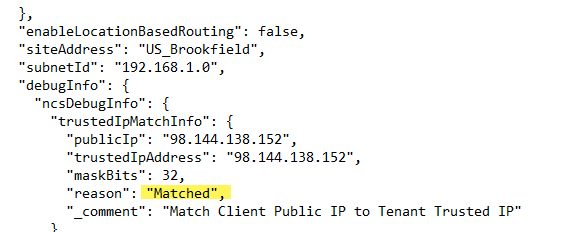 },
"enableLocationBasedRouting": false,
"siteAddress": "US_Brookfield",
"subnetId": "192.168.1.0",
"debugInfo": {
"ncsDebugInfo": {
"trustedIpMatchInfo": {
"publicIp": "98.144.138.152",
"trustedIpAddress": "98.144.138.152",
"maskBits": 32,
"reason": "Matched",
"_comment": "Match Client Public IP to Tenant Trusted IP"
}